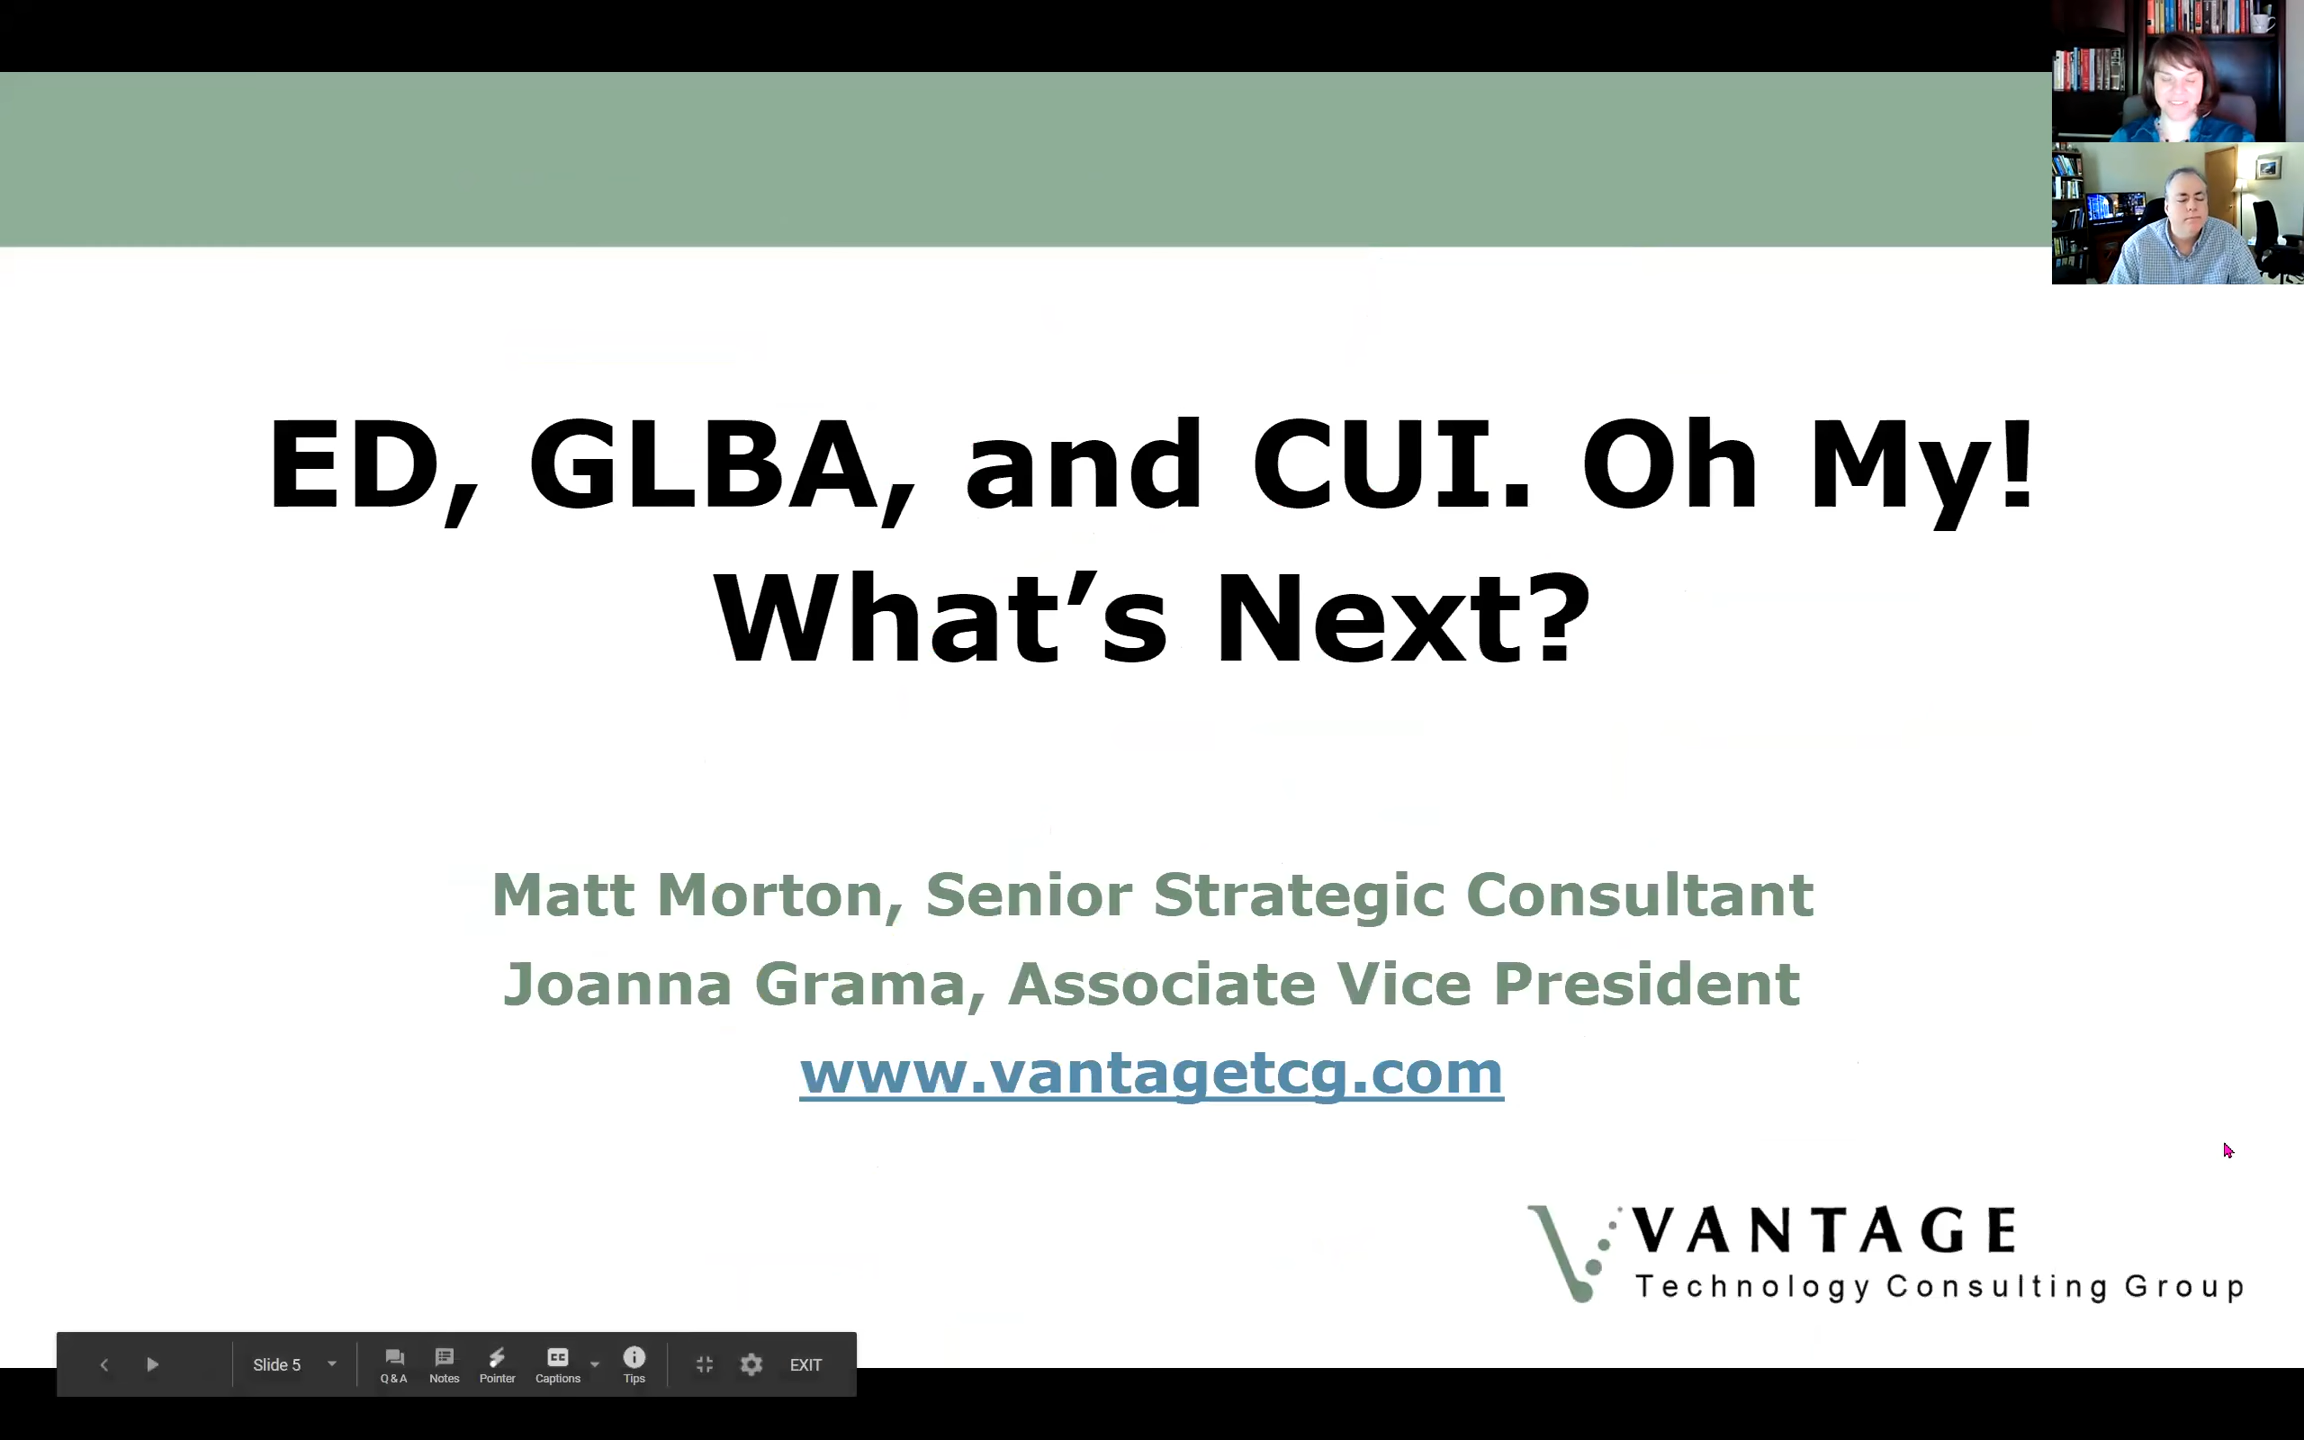 ED, GLBA, and CUI. Oh My!
What’s Next?
Matt Morton, Senior Strategic Consultant
Joanna Grama, Associate Vice President
www.vantagetcg.com
VANTAGE
Technology Consulting Group
Slide 5
Q & A
Notes
Pointer
CC
Captions
Tips
EXIT